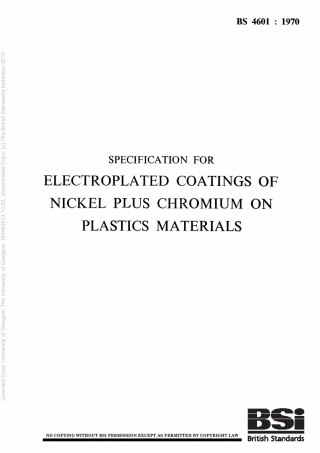 BS 4601 : 1970
SPECIFICATION FOR
ELECTROPLATED COATINGS OF
NICKEL PLUS CHROMIUM ON
PLASTICS MATERIALS
Licensed Copy: University of Glasgow, The University of Glasgow, 18/09/2013 10:03, Uncontrolled Copy, (c) The British Standards Institution 2013
NO COPYING WITHOUT BSI PERMISSION EXCEPT AS PERMITTED BY COPYRIGHT LAW
BSi
British Standards